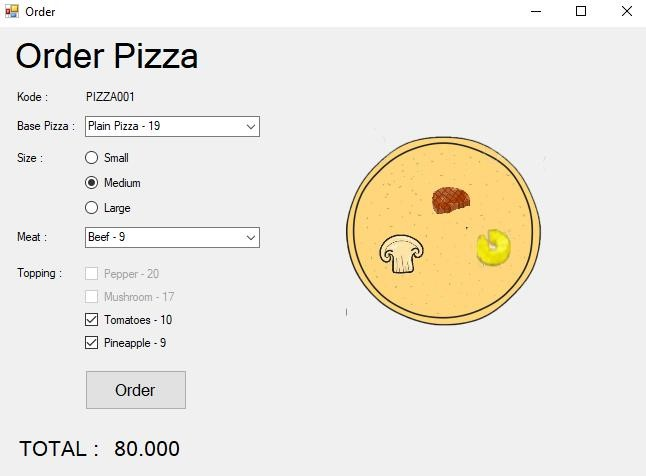 Order
Order Pizza
Kode : PIZZA001
Base Pizza : Plain Pizza - 19
Size : Small
Medium
Large
Meat : Beef - 9
Topping : Pepper - 20
Mushroom - 17
Tomatoes - 10
Pineapple - 9
Order
TOTAL : 80.000